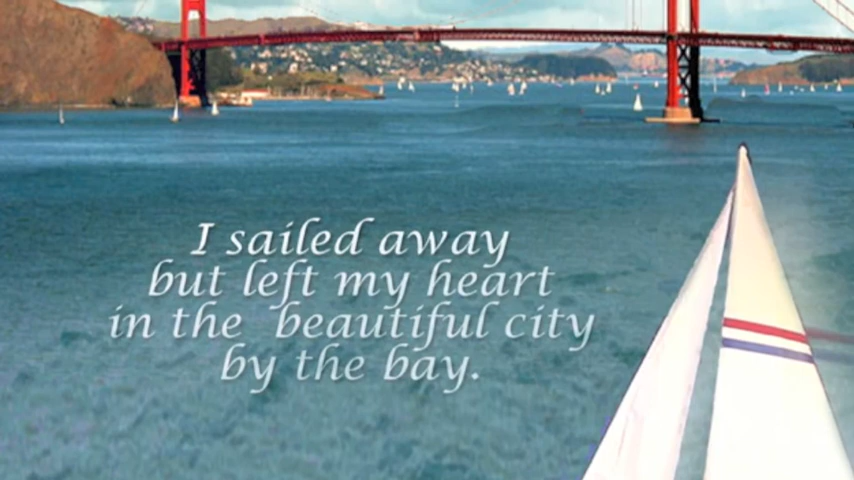 I sailed away
but left my heart
in the beautiful city
by the bay.